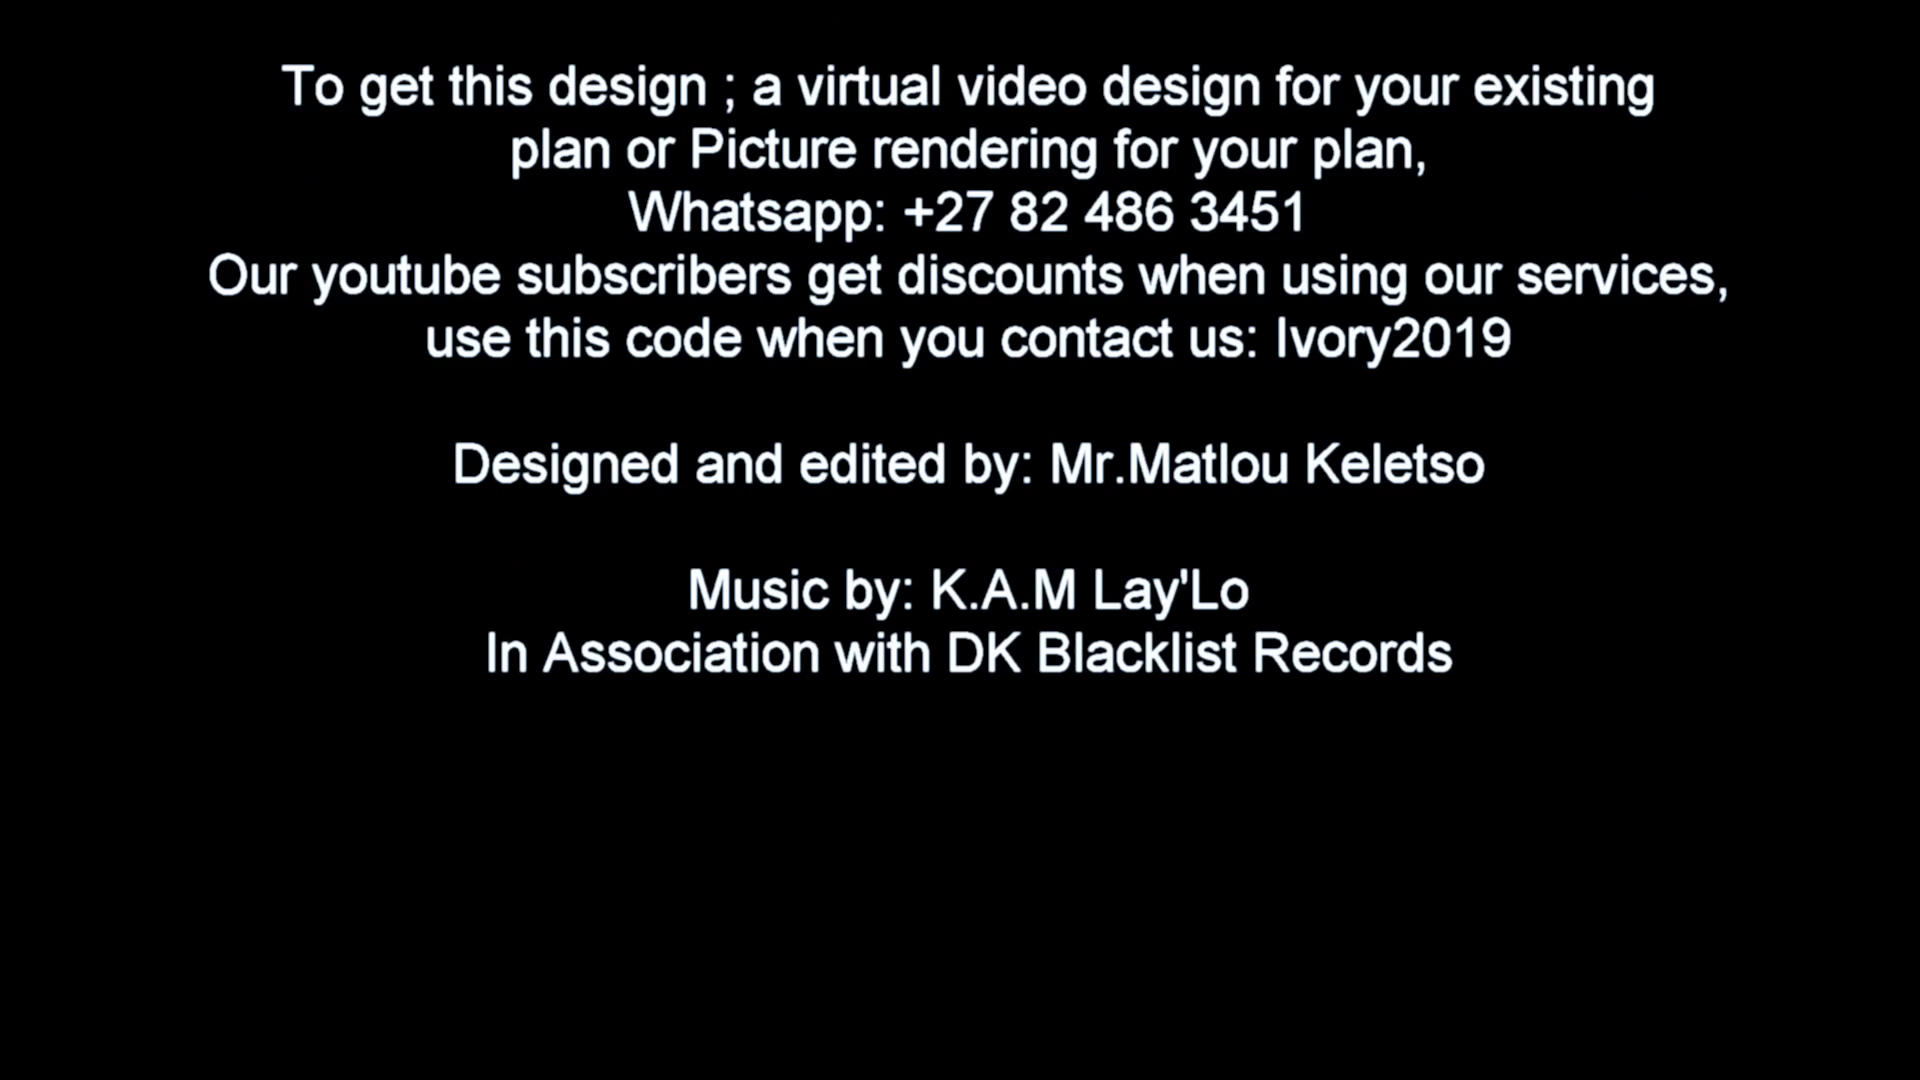 To get this design ; a virtual video design for your existing
plan or Picture rendering for your plan,
Whatsapp: +27 82 486 3451
Our youtube subscribers get discounts when using our services,
use this code when you contact us: Ivory2019
Designed and edited by: Mr.Matlou Keletso
Music by: K.A.M Lay'Lo
In Association with DK Blacklist Records